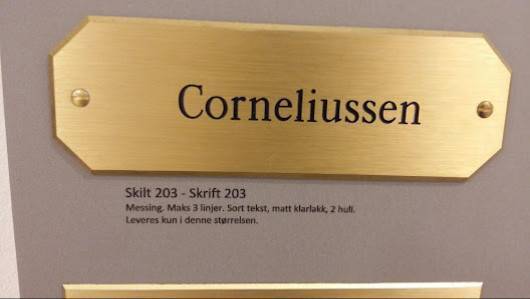 Corneliussen
Skilt 203 - Skrift 203
Messing. Maks 3 linjer. Sort tekst, matt klarlakk, 2 hull.
Leveres kun i denne størrelsen.